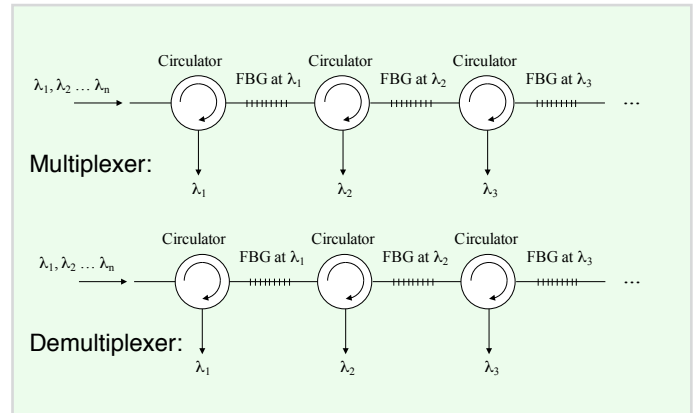 Circulator Circulator Circulator
λ1, λ2 … λn FBG at λ1 FBG at λ2 FBG at λ3 …
Multiplexer:
λ1 λ2 λ3
Circulator Circulator Circulator
λ1, λ2 … λn FBG at λ1 FBG at λ2 FBG at λ3 …
Demultiplexer:
λ1 λ2 λ3